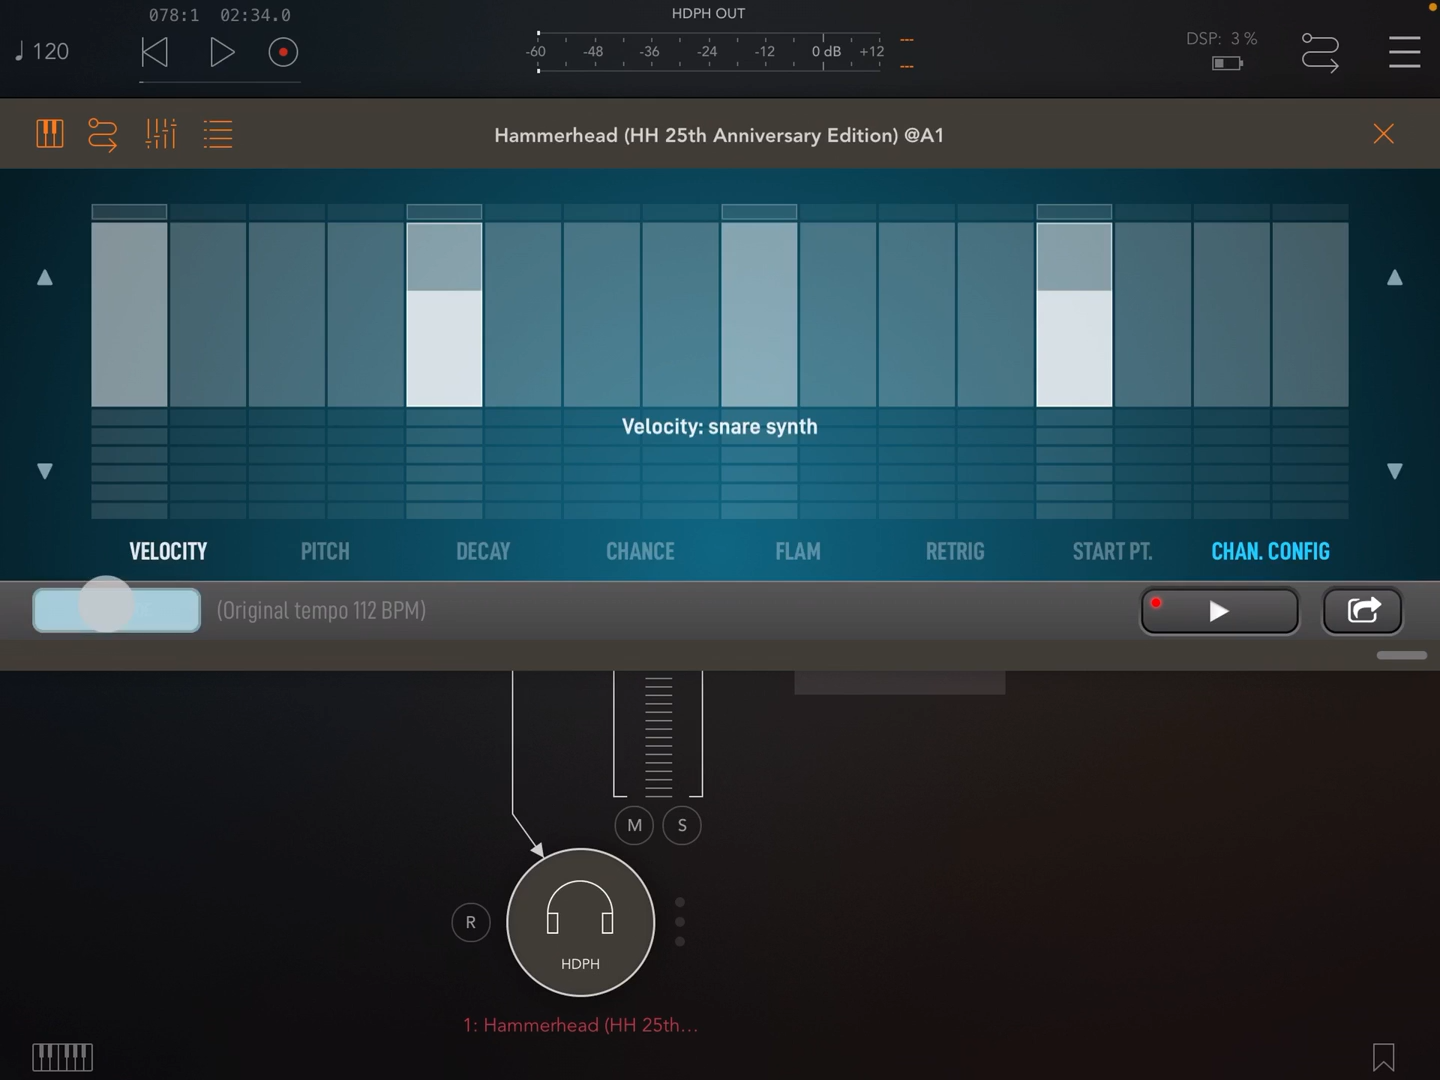 078:1 02:34.0
HDPH OUT
♩ 120
-60 -48 -36 -24 -12 0 dB +12
---
---
DSP: 3 %
Hammerhead (HH 25th Anniversary Edition) @A1
Velocity: snare synth
VELOCITY PITCH DECAY CHANCE FLAM RETRIG START PT. CHAN. CONFIG
(Original tempo 112 BPM)
M S
R
HDPH
1: Hammerhead (HH 25th...